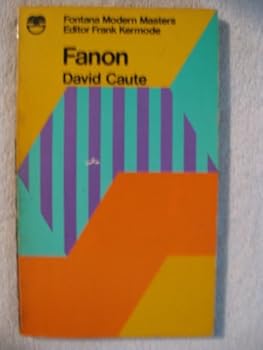 Fontana Modern Masters
Editor Frank Kermode
Fanon
David Caute